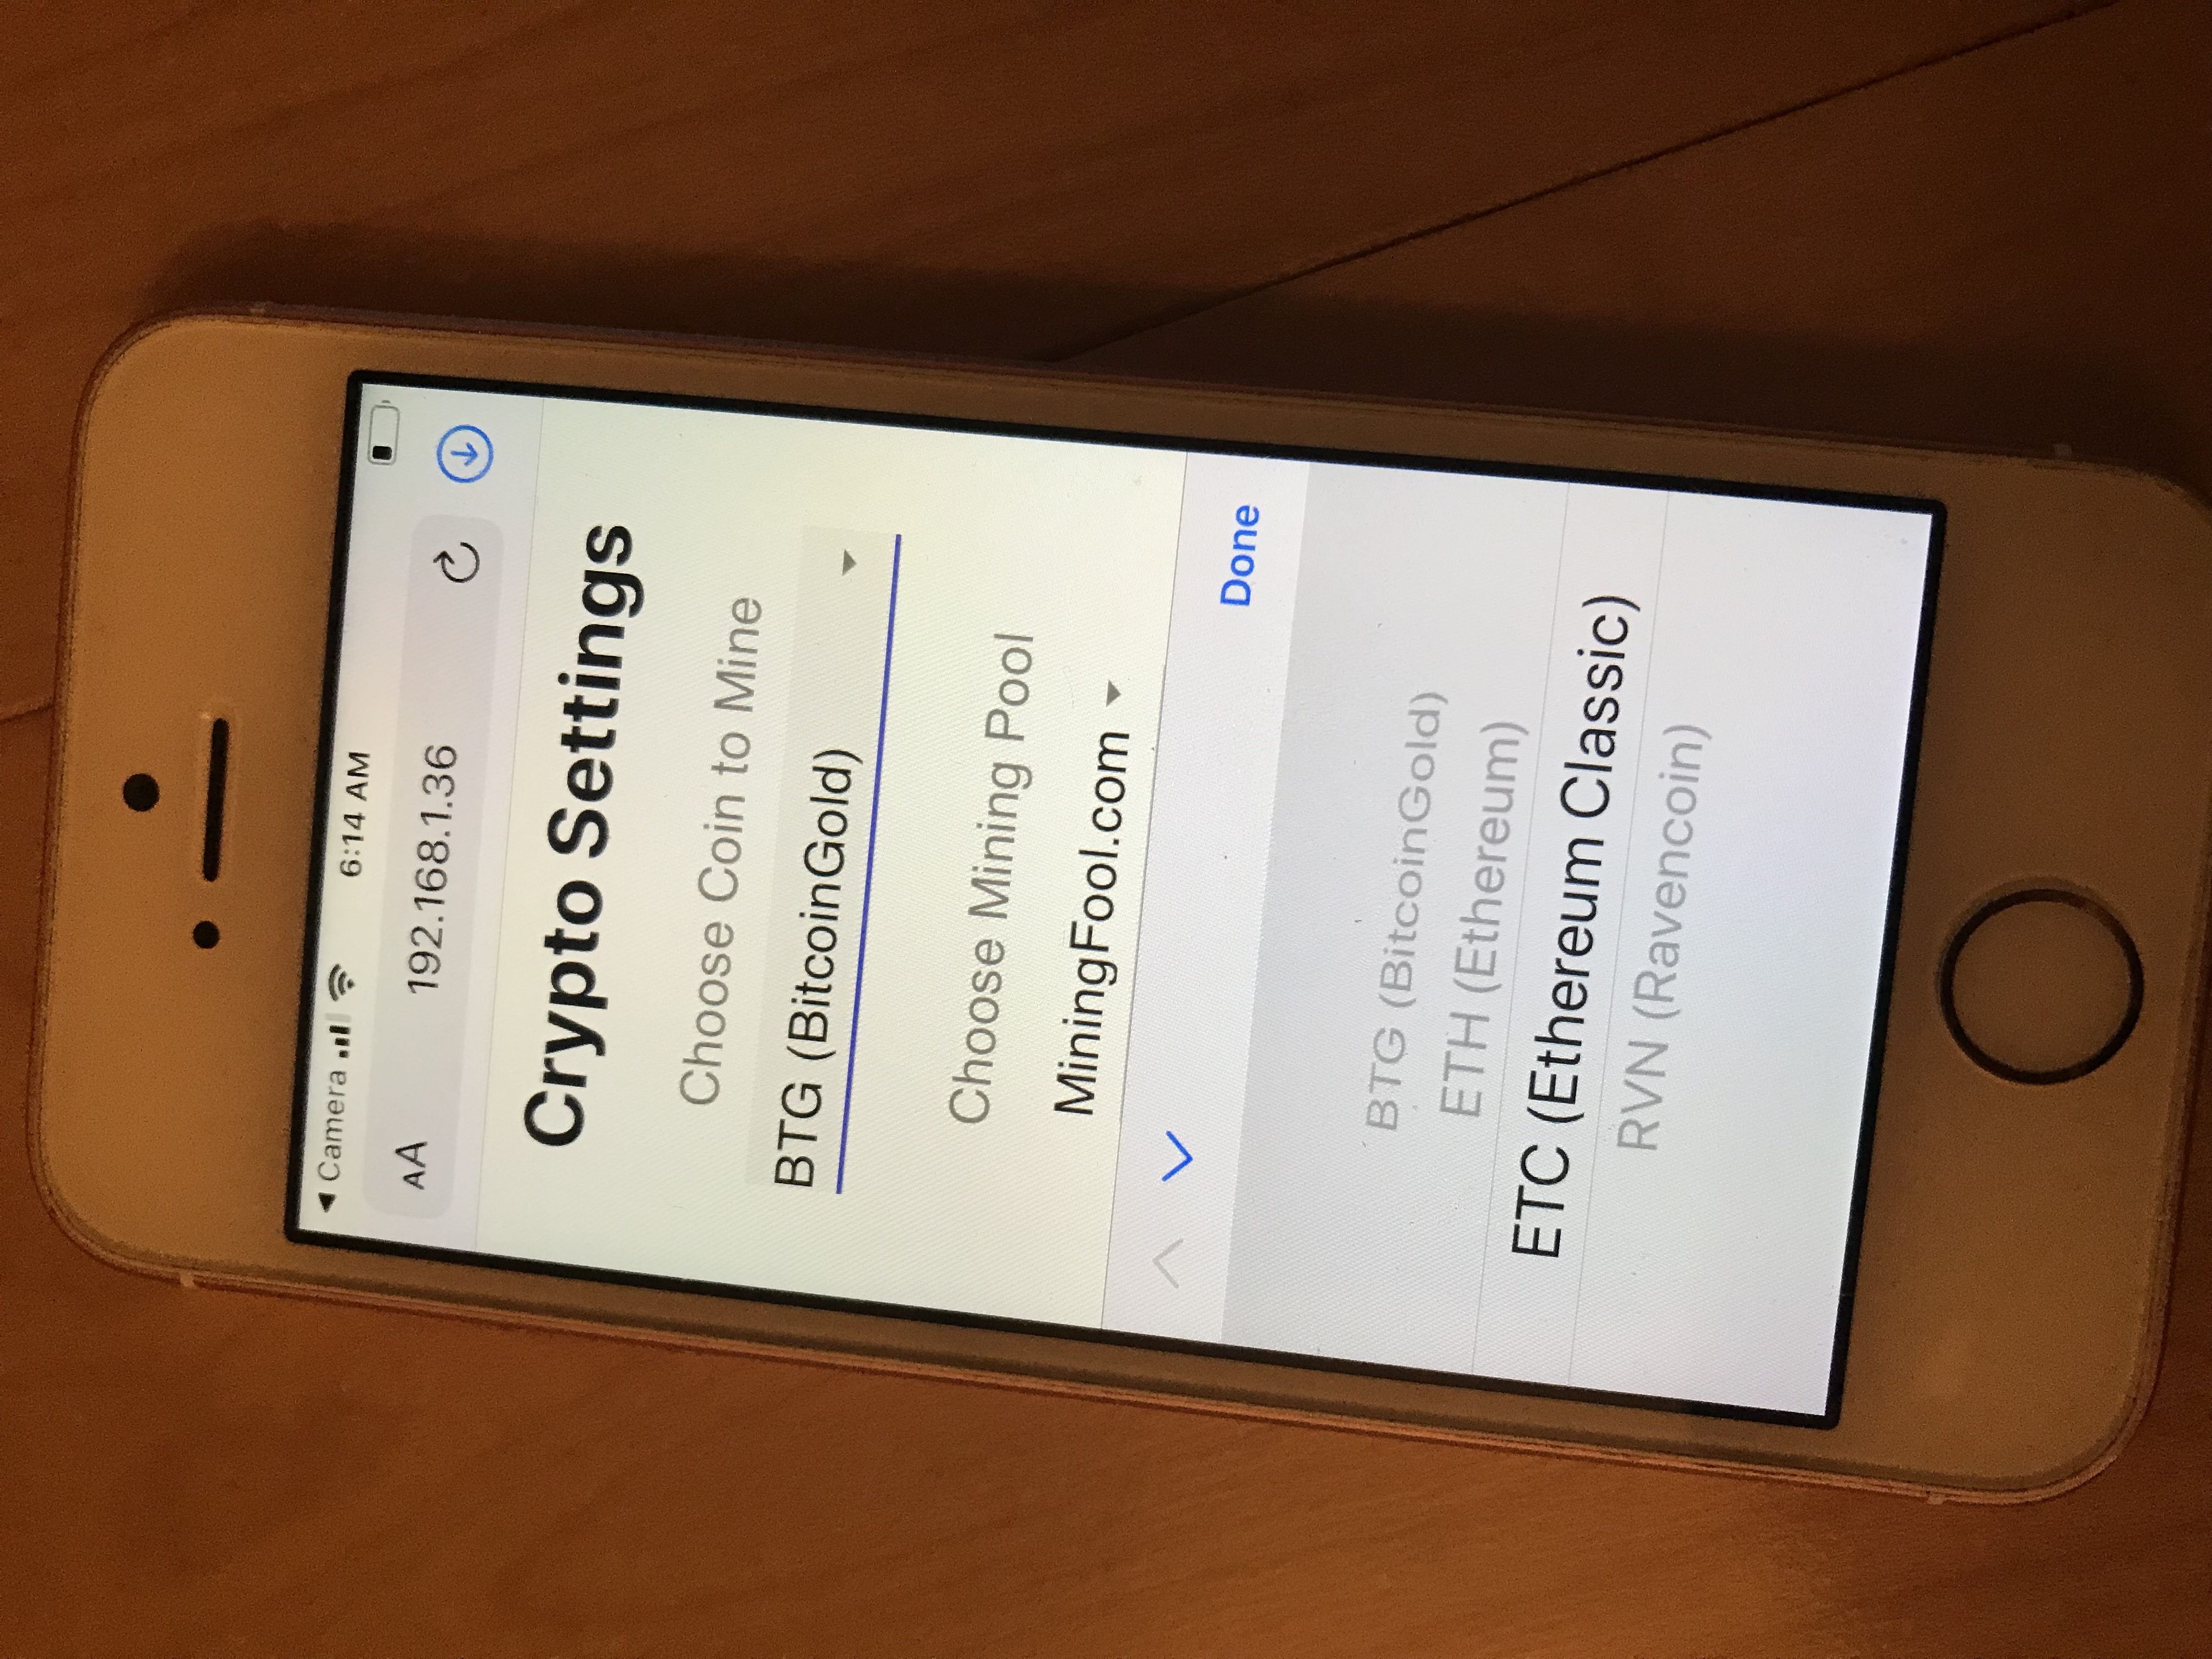 Camera 6:14 AM
AA 192.168.1.36
Crypto Settings
Choose Coin to Mine
BTG (BitcoinGold)
Choose Mining Pool
MiningFool.com
Done
BTG (BitcoinGold)
ETH (Ethereum)
ETC (Ethereum Classic)
RVN (Ravencoin)